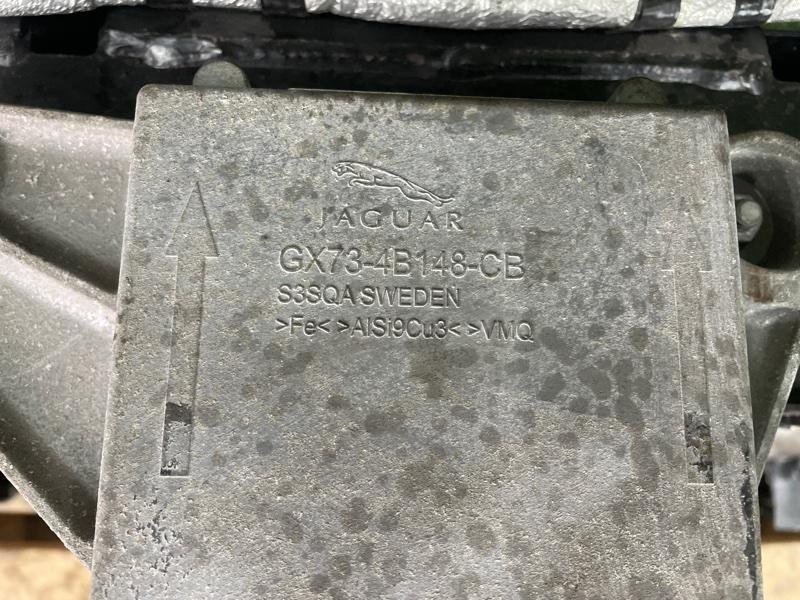 JAGUAR
GX73-4B148-CB
S3SQA SWEDEN
>Fe< >AlSi9Cu3< >VMQ